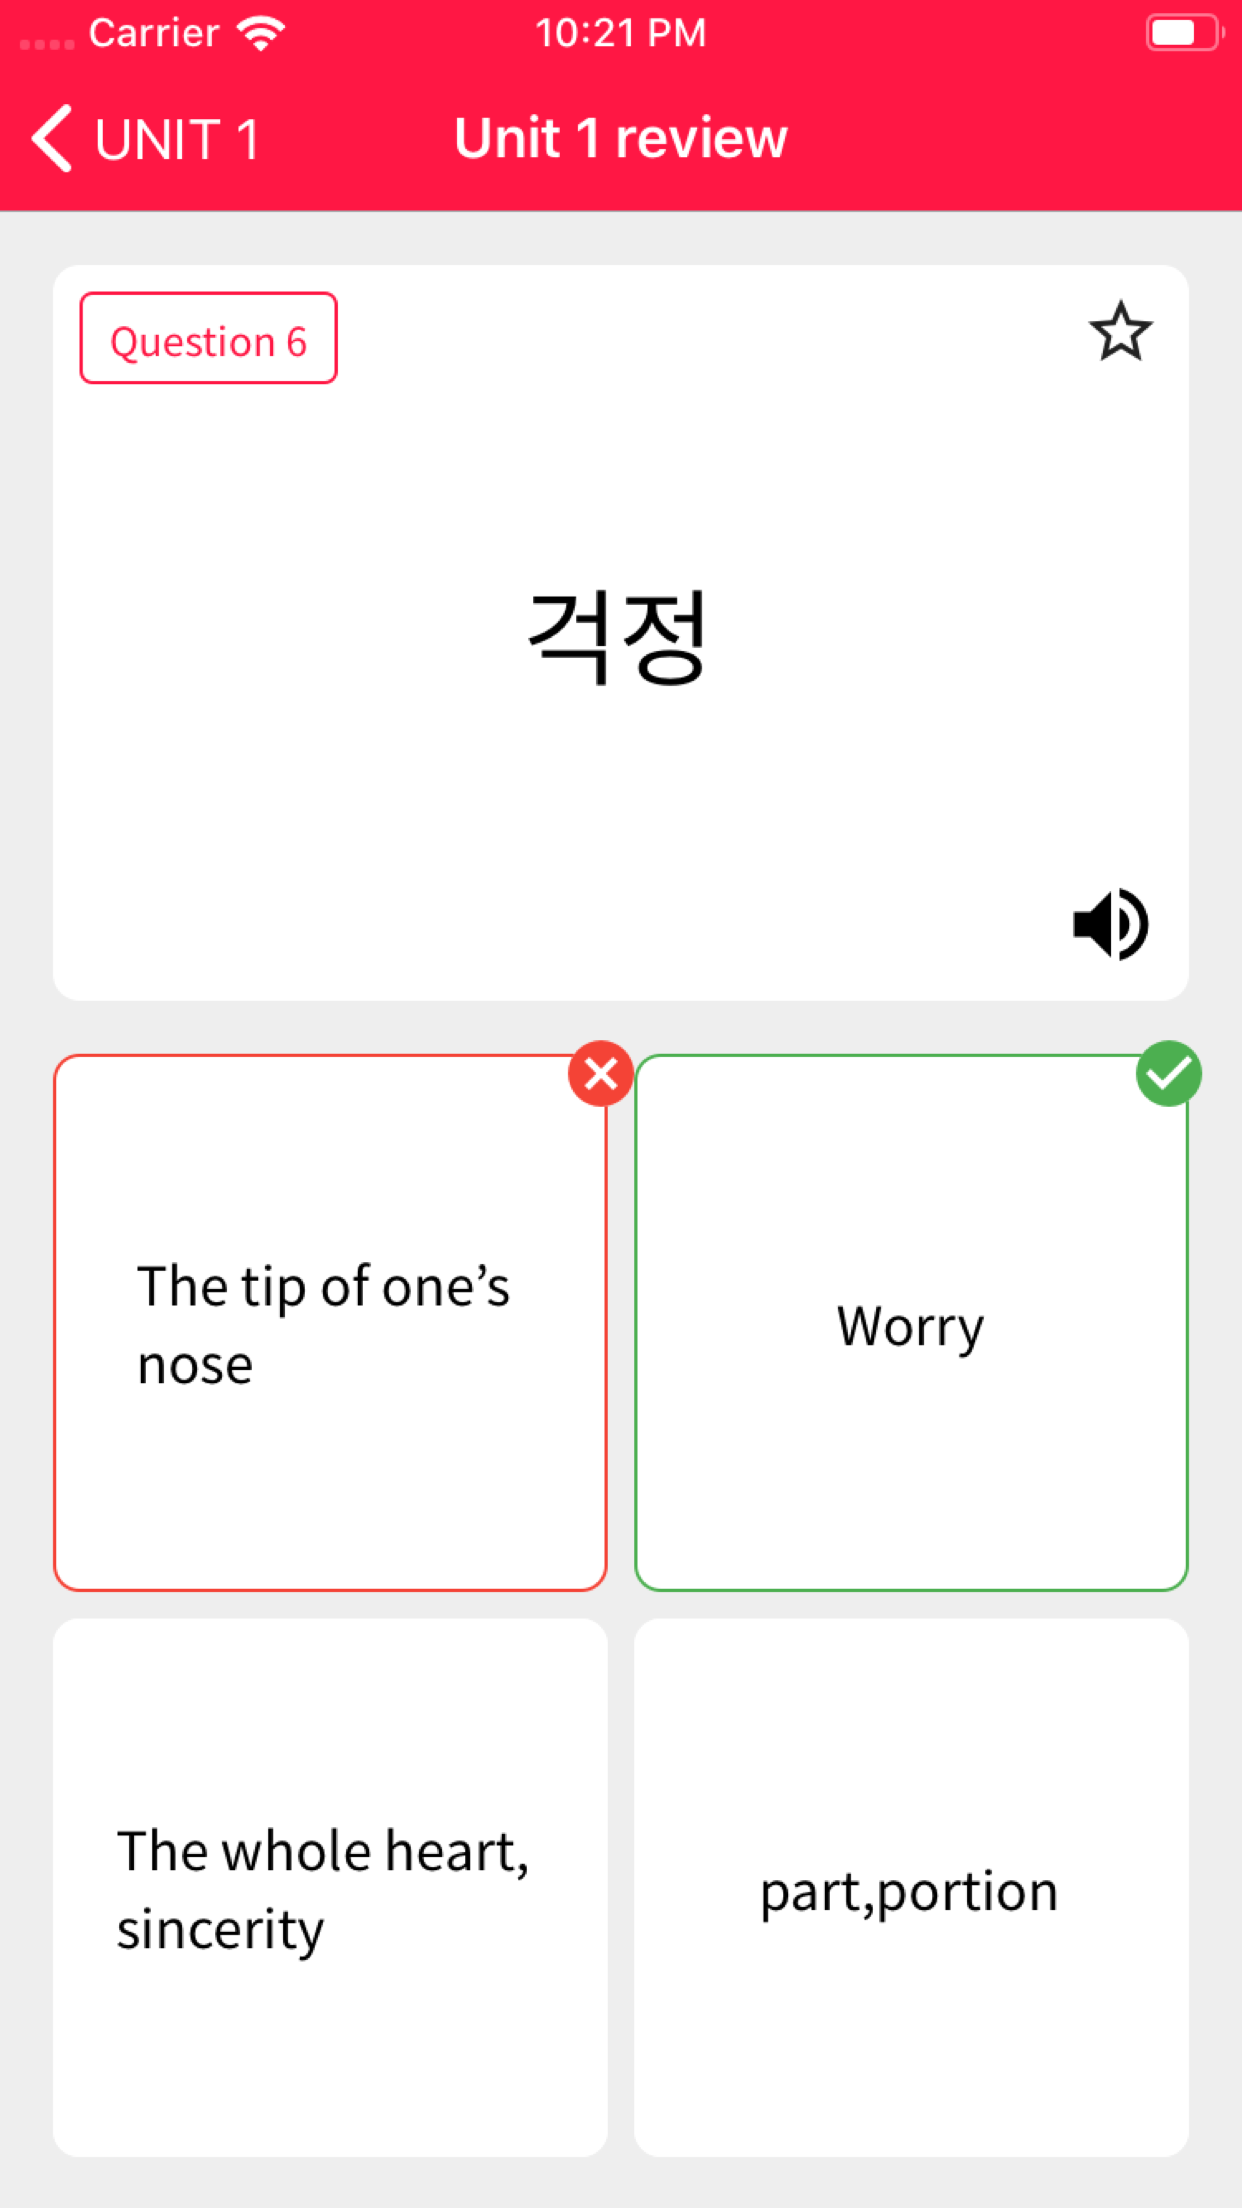 Carrier
10:21 PM
UNIT 1
Unit 1 review
Question 6
걱정
The tip of one’s
nose
Worry
The whole heart,
sincerity
part,portion